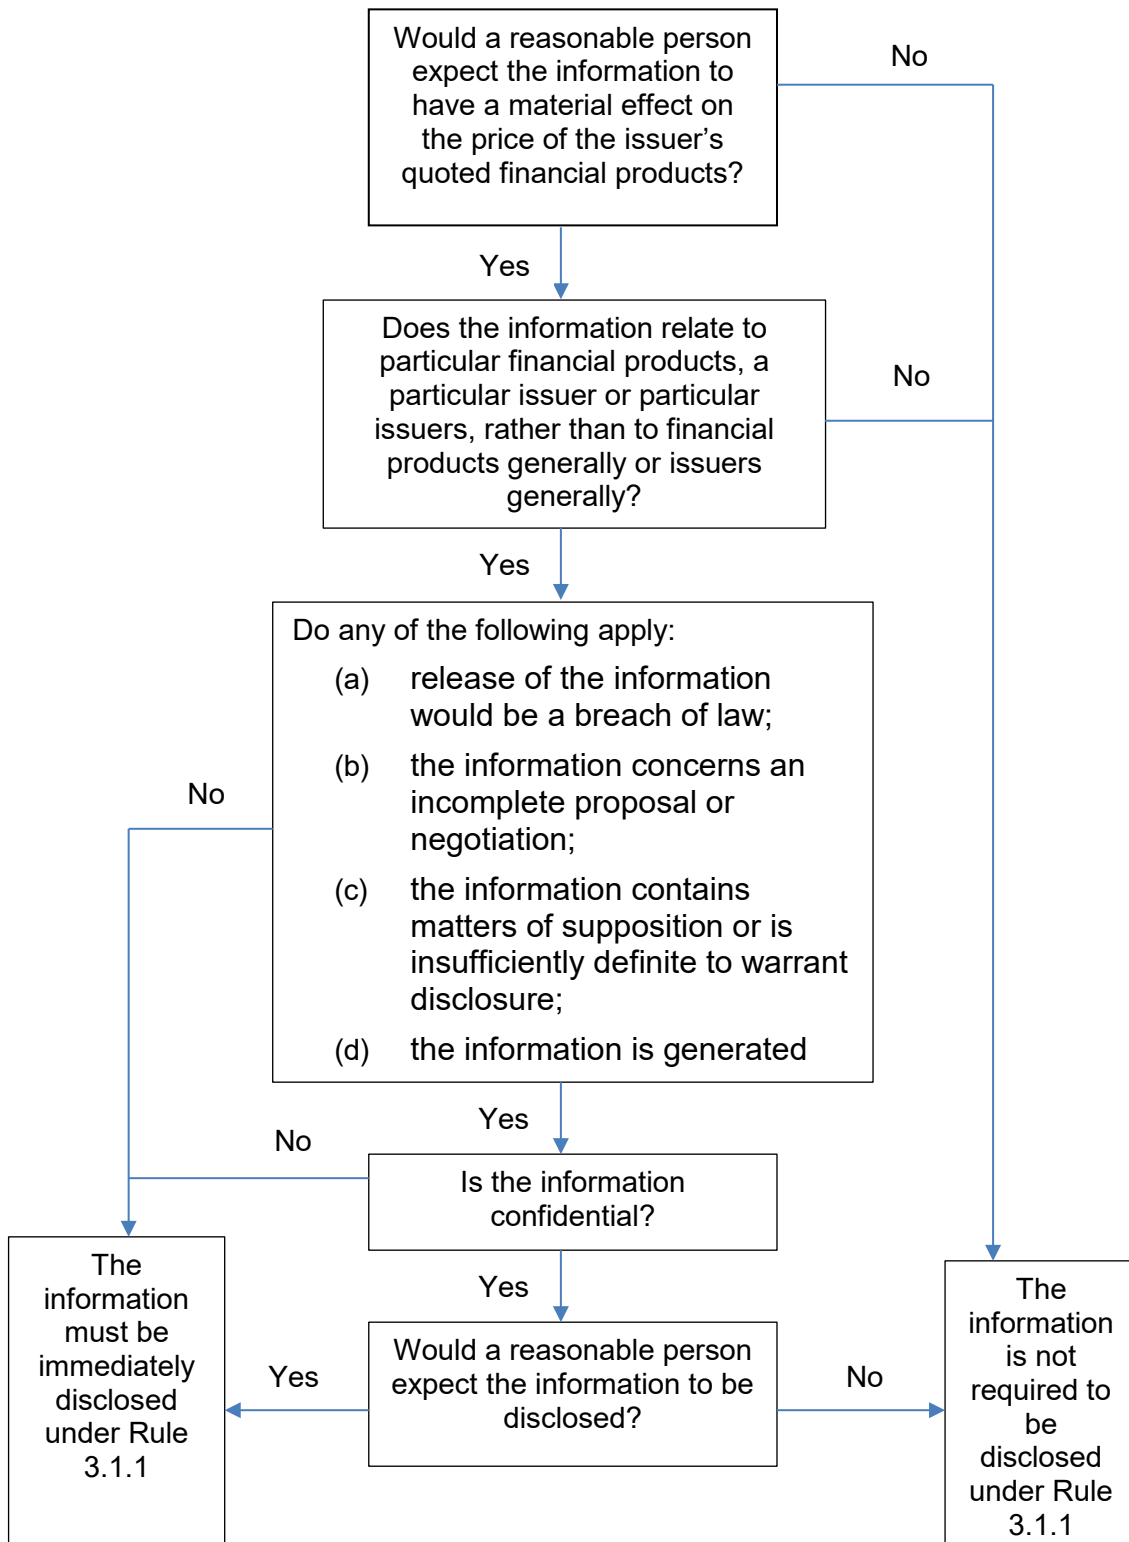 Would a reasonable person
expect the information to
have a material effect on
the price of the issuer’s
quoted financial products?
No
Yes
Does the information relate to
particular financial products, a
particular issuer or particular
issuers, rather than to financial
products generally or issuers
generally?
No
Yes
Do any of the following apply:
(a) release of the information
would be a breach of law;
(b) the information concerns an
incomplete proposal or
negotiation;
(c) the information contains
matters of supposition or is
insufficiently definite to warrant
disclosure;
(d) the information is generated
No
Yes
No
Is the information
confidential?
Yes
Would a reasonable person
expect the information to be
disclosed?
Yes
No
The
information
must be
immediately
disclosed
under Rule
3.1.1
The
information
is not
required to
be
disclosed
under Rule
3.1.1